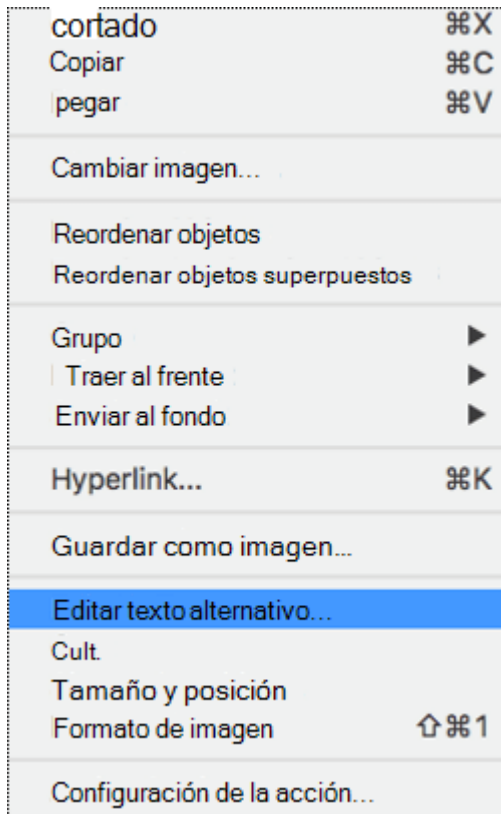 cortado ⌘X
Copiar ⌘C
pegar ⌘V
Cambiar imagen...
Reordenar objetos
Reordenar objetos superpuestos
Grupo ▶
Traer al frente ▶
Enviar al fondo ▶
Hyperlink... ⌘K
Guardar como imagen...
Editar texto alternativo...
Cult.
Tamaño y posición
Formato de imagen ⇧⌘1
Configuración de la acción...